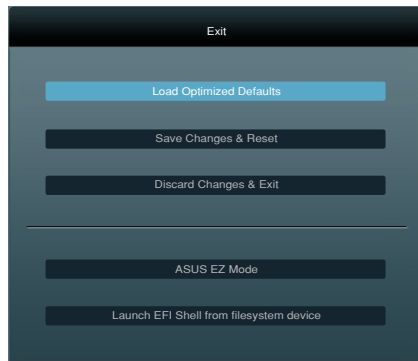 Exit
Load Optimized Defaults
Save Changes & Reset
Discard Changes & Exit
ASUS EZ Mode
Launch EFI Shell from filesystem device